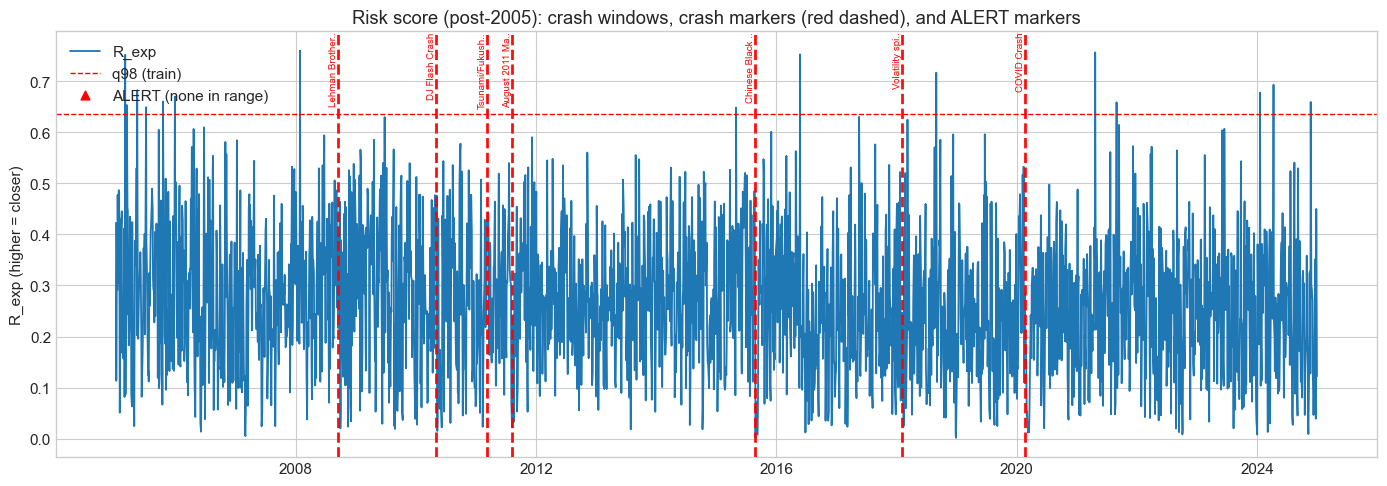 Risk score (post-2005): crash windows, crash markers (red dashed), and ALERT markers
R_exp
q98 (train)
ALERT (none in range)
Lehman Brother..
DJ Flash Crash
Tsunami/Fukush..
August 2011 Ma..
Chinese Black ..
Volatility spi..
COVID Crash
R_exp (higher = closer)
0.7
0.6
0.5
0.4
0.3
0.2
0.1
0.0
2008
2012
2016
2020
2024